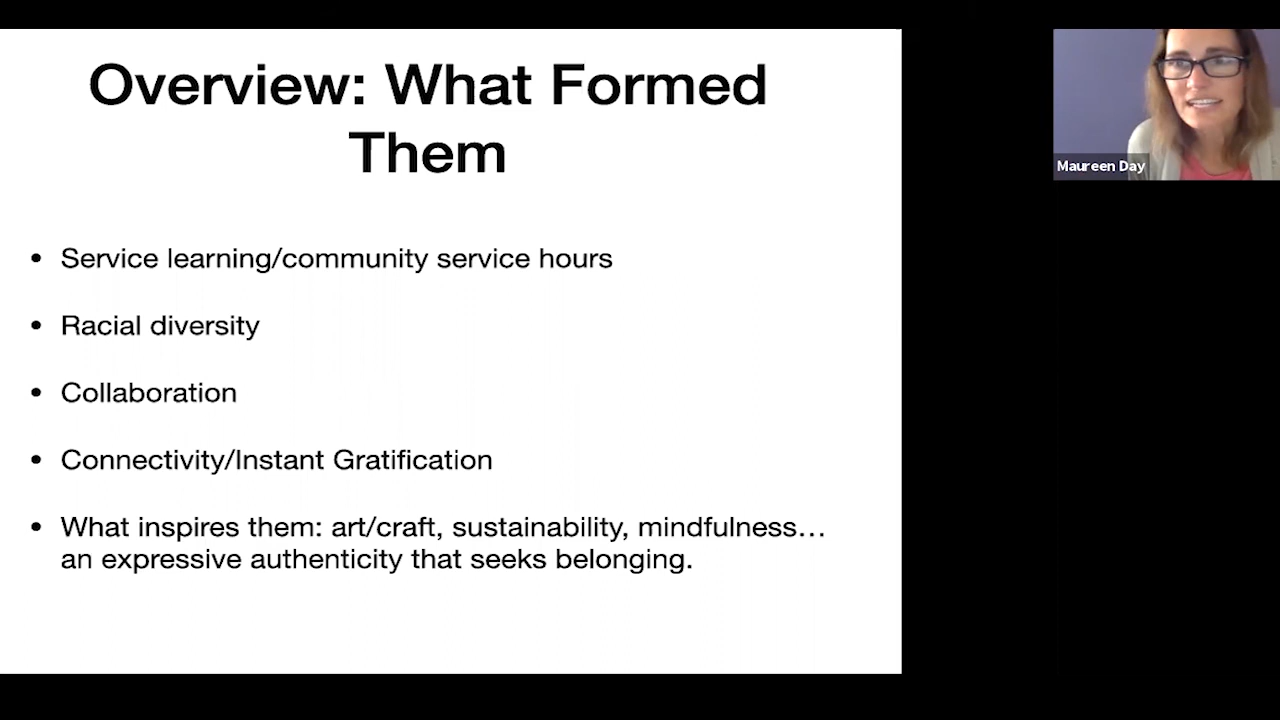 Overview: What Formed
Them
Maureen Day
• Service learning/community service hours
• Racial diversity
• Collaboration
• Connectivity/Instant Gratification
• What inspires them: art/craft, sustainability, mindfulness…
an expressive authenticity that seeks belonging.